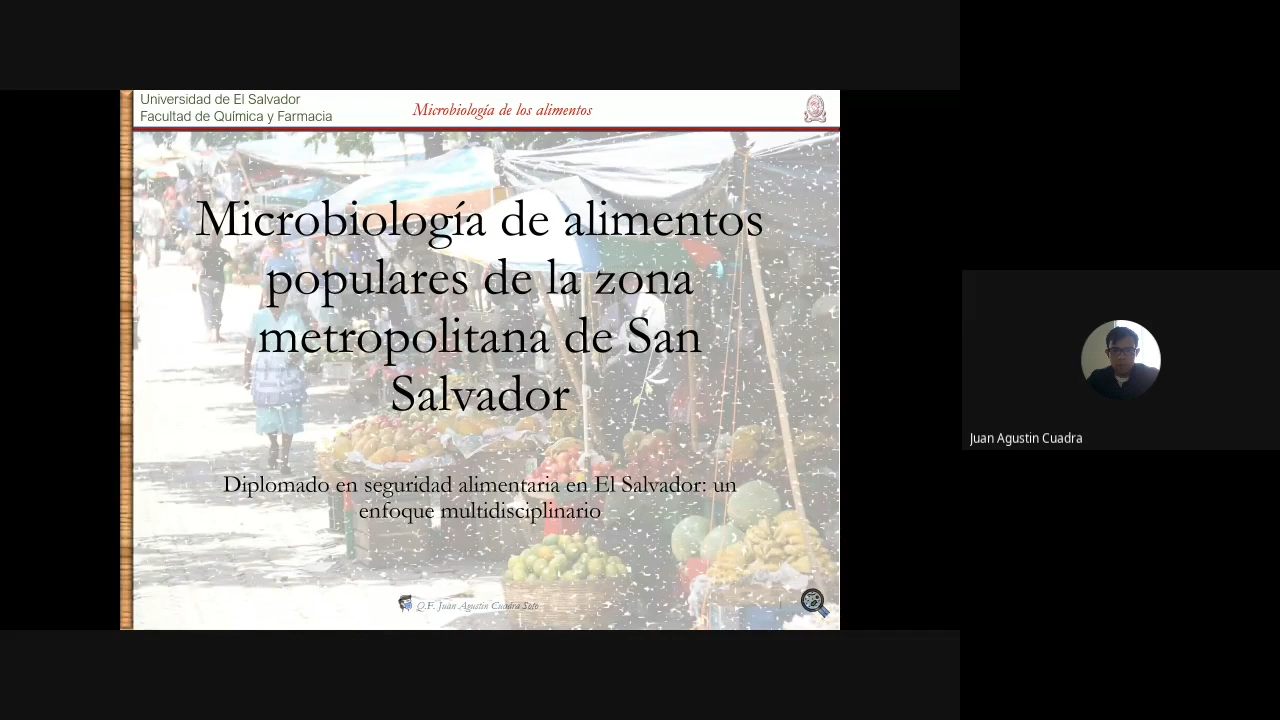 Universidad de El Salvador
Facultad de Química y Farmacia
Microbiología de los alimentos
Microbiología de alimentos
populares de la zona
metropolitana de San
Salvador
Diplomado en seguridad alimentaria en El Salvador: un
enfoque multidisciplinario
Q.F. Juan Agustín Cuadra Soto
1
Juan Agustin Cuadra